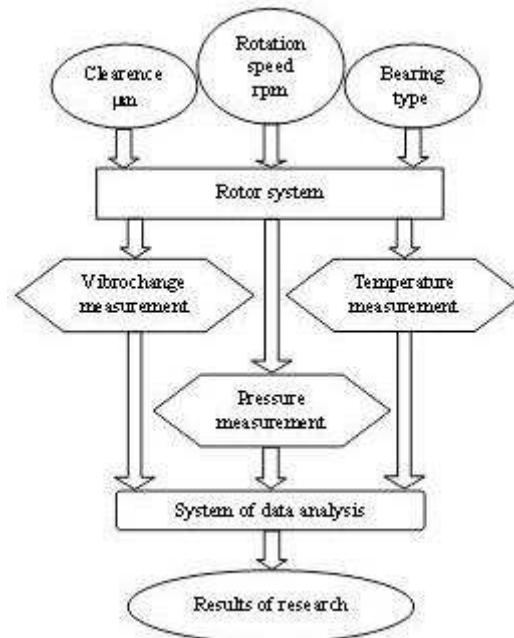 Clearence
μm
Rotation
speed
rpm
Bearing
type
Rotor system
Vibrochange
measurement
Temperature
measurement
Pressure
measurement
System of data analysis
Results of research